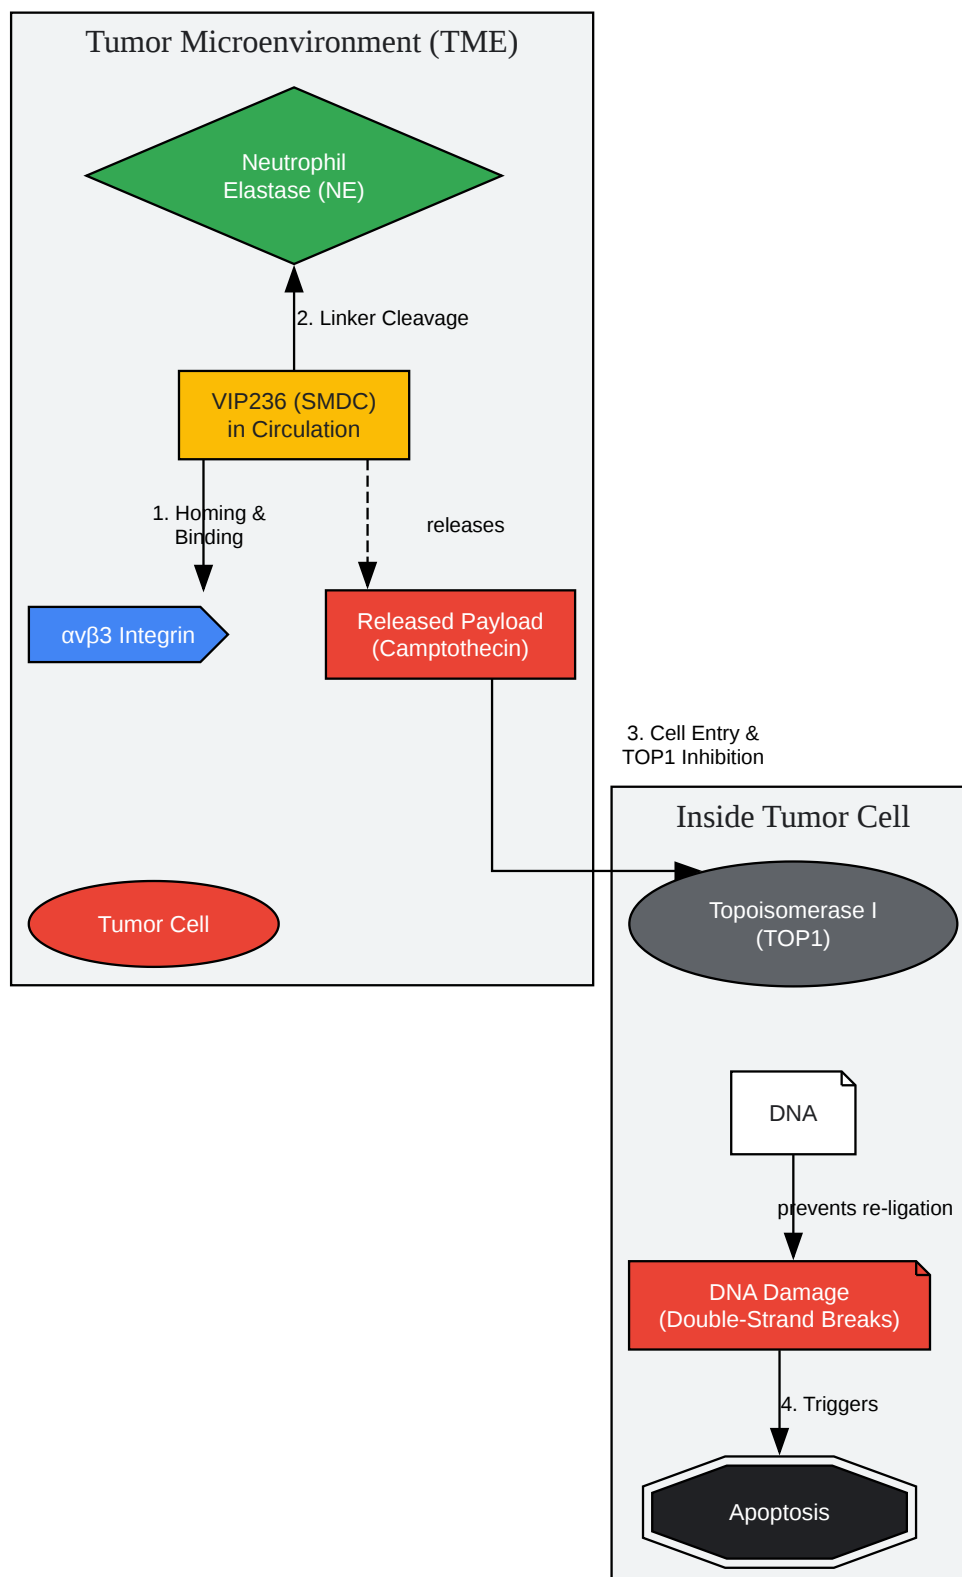 Tumor Microenvironment (TME)
Neutrophil
Elastase (NE)
2. Linker Cleavage
VIP236 (SMDC)
in Circulation
1. Homing &
Binding
releases
αvβ3 Integrin
Released Payload
(Camptothecin)
3. Cell Entry &
TOP1 Inhibition
Inside Tumor Cell
Tumor Cell
Topoisomerase I
(TOP1)
DNA
prevents re-ligation
DNA Damage
(Double-Strand Breaks)
4. Triggers
Apoptosis